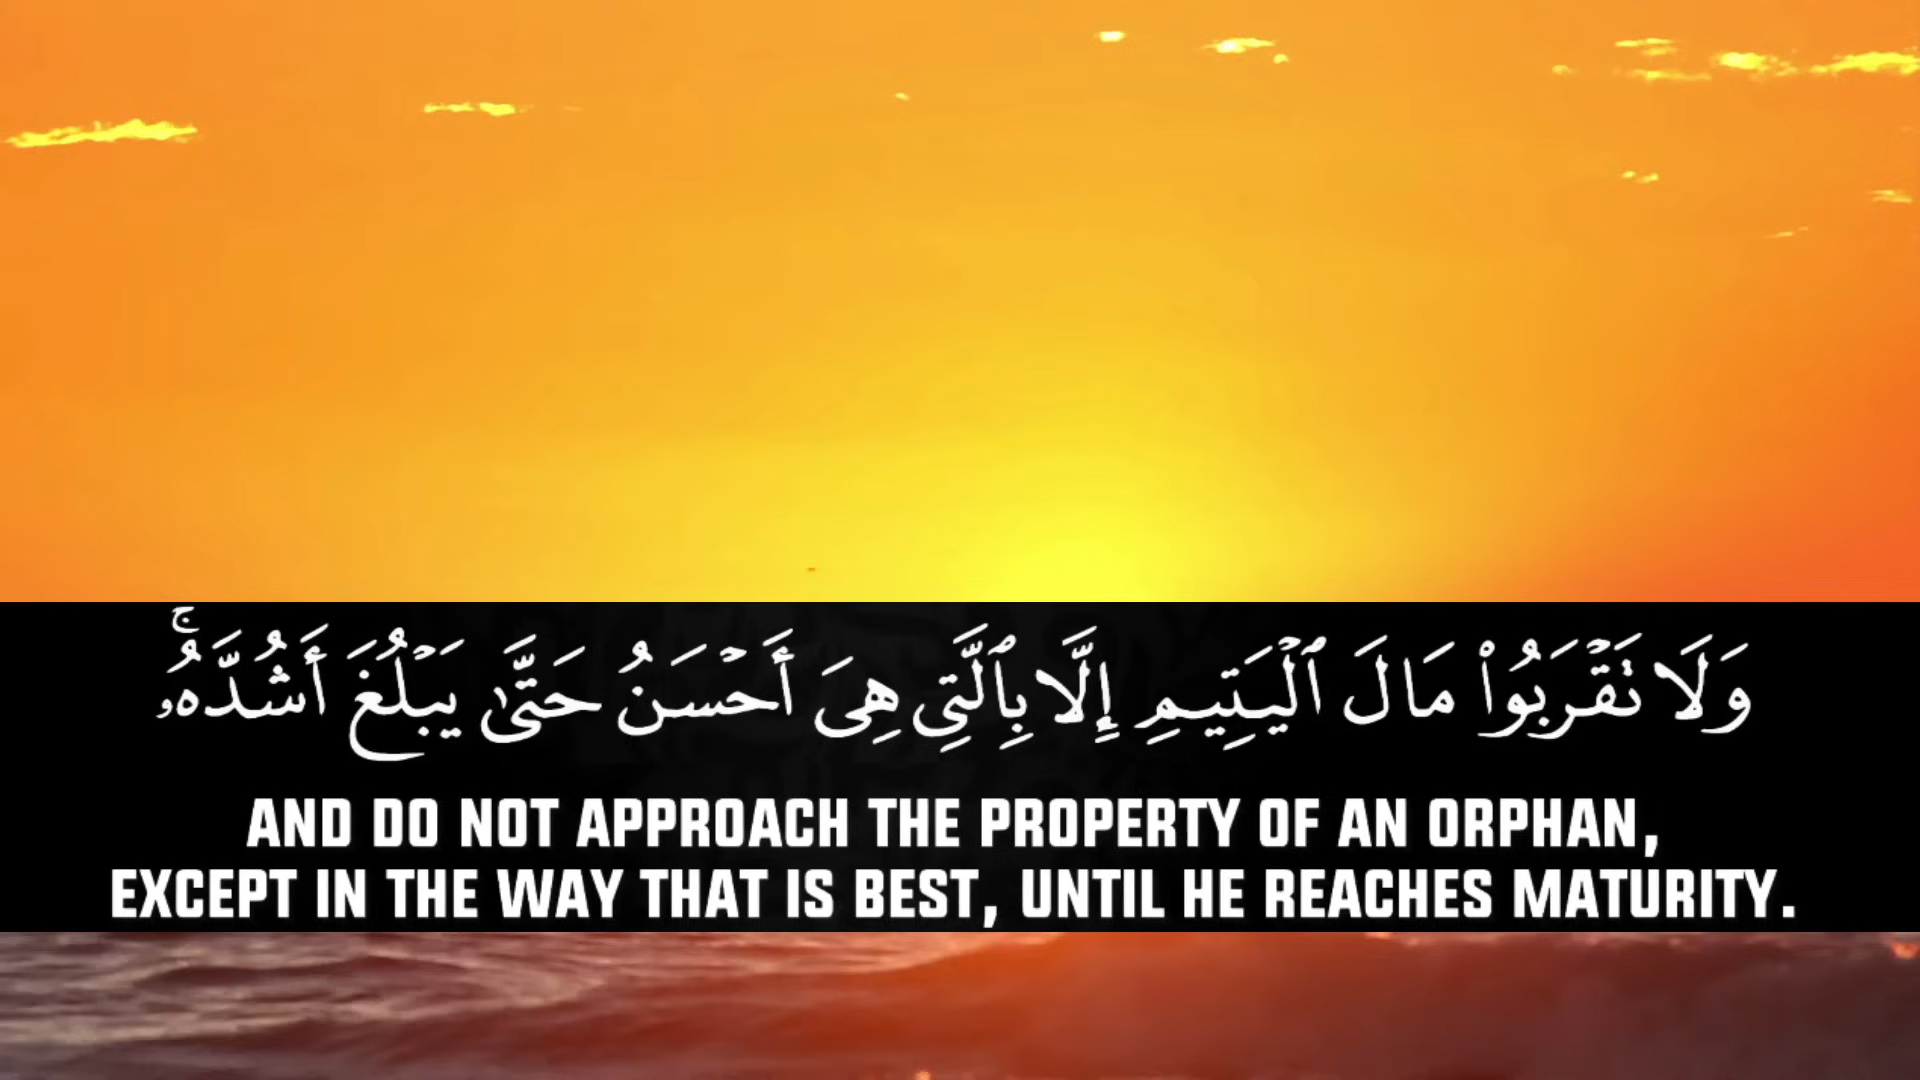 وَلَا تَقْرَبُوا۟ مَالَ ٱلْيَتِيمِ إِلَّا بِٱلَّتِى هِىَ أَحْسَنُ حَتَّىٰ يَبْلُغَ أَشُدَّهُۥ ۚ
AND DO NOT APPROACH THE PROPERTY OF AN ORPHAN,
EXCEPT IN THE WAY THAT IS BEST, UNTIL HE REACHES MATURITY.